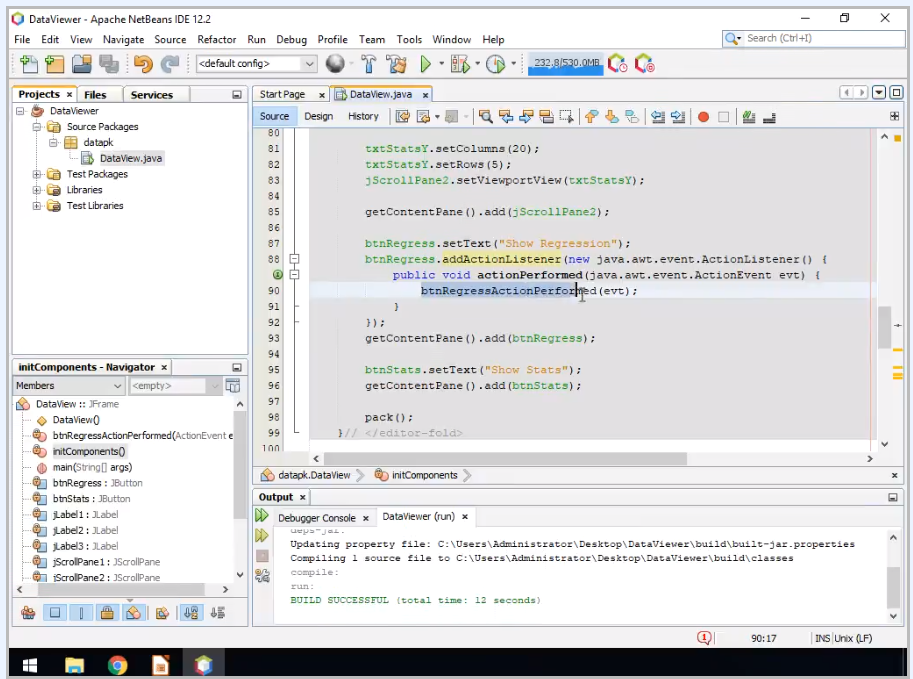 DataViewer - Apache NetBeans IDE 12.2
File Edit View Navigate Source Refactor Run Debug Profile Team Tools Window Help
Search (Ctrl+I)
<default config>
232.8/530.0MB
Projects × Files Services
DataViewer
Source Packages
datapk
DataView.java
Test Packages
Libraries
Test Libraries
initComponents - Navigator ×
Members <empty>
DataView :: JFrame
DataView()
btnRegressActionPerformed(ActionEvent e
initComponents()
main(String[] args)
btnRegress : JButton
btnStats : JButton
jLabel1 : JLabel
jLabel2 : JLabel
jLabel3 : JLabel
jScrollPane1 : JScrollPane
jScrollPane2 : JScrollPane
Start Page × DataView.java ×
Source Design History
80
81 txtStatsY.setColumns(20);
82 txtStatsY.setRows(5);
83 jScrollPane2.setViewportView(txtStatsY);
84
85 getContentPane().add(jScrollPane2);
86
87 btnRegress.setText("Show Regression");
88 btnRegress.addActionListener(new java.awt.event.ActionListener() {
public void actionPerformed(java.awt.event.ActionEvent evt) {
90 btnRegressActionPerformed(evt);
91 }
92 });
93 getContentPane().add(btnRegress);
94
95 btnStats.setText("Show Stats");
96 getContentPane().add(btnStats);
97
98 pack();
99 }// </editor-fold>
100
datapk.DataView initComponents ×
Output ×
Debugger Console × DataViewer (run) ×
deps-jar:
Updating property file: C:\Users\Administrator\Desktop\DataViewer\build\built-jar.properties
Compiling 1 source file to C:\Users\Administrator\Desktop\DataViewer\build\classes
compile:
run:
BUILD SUCCESSFUL (total time: 12 seconds)
1 90:17 INS Unix (LF)